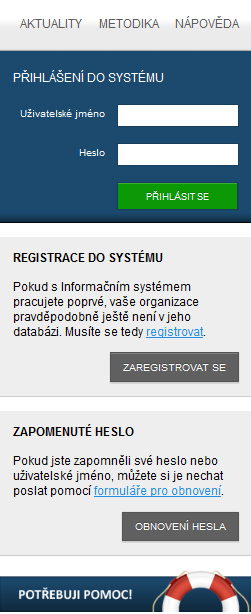 AKTUALITY METODIKA NÁPOVĚDA
PŘIHLÁŠENÍ DO SYSTÉMU
Uživatelské jméno
Heslo
PŘIHLÁSIT SE
REGISTRACE DO SYSTÉMU
Pokud s Informačním systémem
pracujete poprvé, vaše organizace
pravděpodobně ještě není v jeho
databázi. Musíte se tedy registrovat.
ZAREGISTROVAT SE
ZAPOMENUTÉ HESLO
Pokud jste zapomněli své heslo nebo
uživatelské jméno, můžete si je nechat
poslat pomocí formuláře pro obnovení.
OBNOVENÍ HESLA
POTŘEBUJI POMOC!